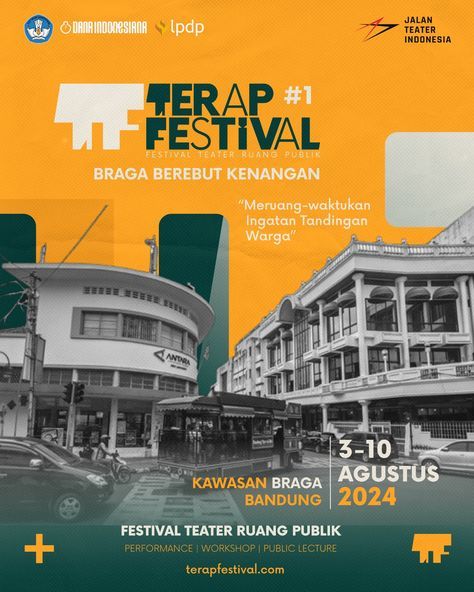 DANA INDONESIANA
lpdp
JALAN
TEATER
INDONESIA
TERAP #1
FESTIVAL
FESTIVAL TEATER RUANG PUBLIK
BRAGA BEREBUT KENANGAN
“Meruang-waktukan
Ingatan Tandingan
Warga”
ANTARA
3-10
AGUSTUS
2024
KAWASAN BRAGA
BANDUNG
FESTIVAL TEATER RUANG PUBLIK
PERFORMANCE | WORKSHOP | PUBLIC LECTURE
terapfestival.com